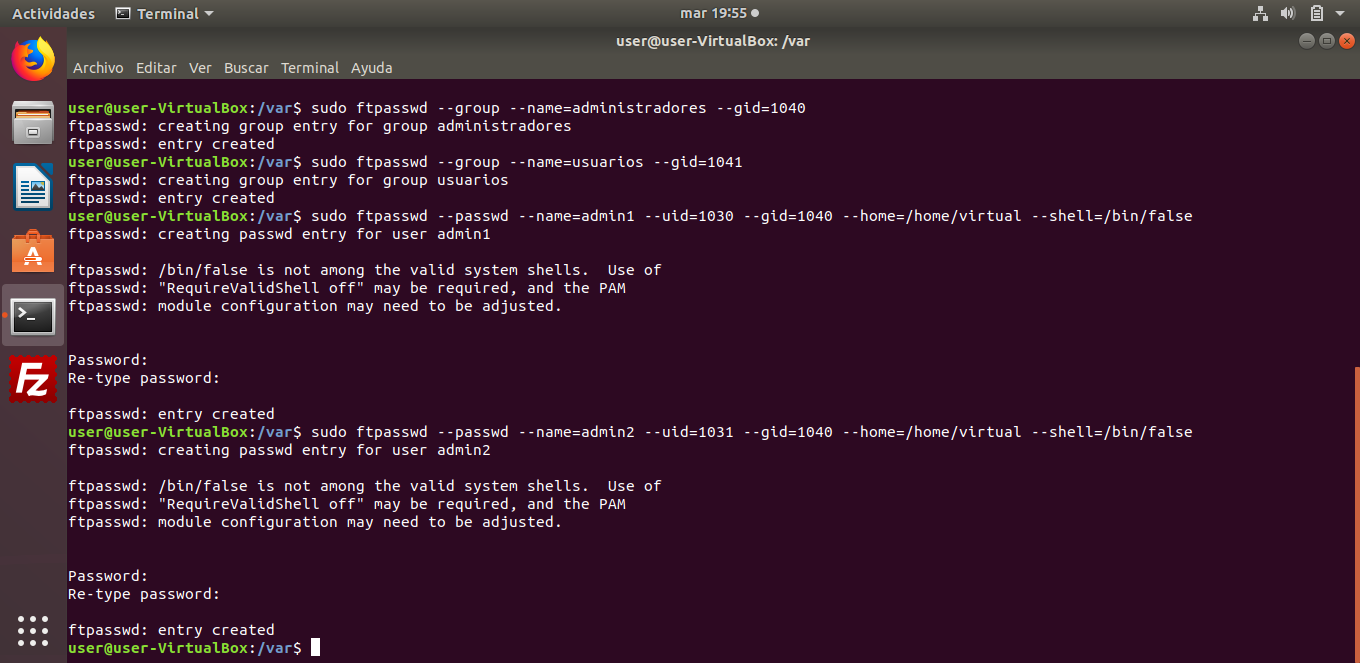 Actividades Terminal mar 19:55
user@user-VirtualBox: /var
Archivo Editar Ver Buscar Terminal Ayuda
user@user-VirtualBox:/var$ sudo ftpasswd --group --name=administradores --gid=1040
ftpasswd: creating group entry for group administradores
ftpasswd: entry created
user@user-VirtualBox:/var$ sudo ftpasswd --group --name=usuarios --gid=1041
ftpasswd: creating group entry for group usuarios
ftpasswd: entry created
user@user-VirtualBox:/var$ sudo ftpasswd --passwd --name=admin1 --uid=1030 --gid=1040 --home=/home/virtual --shell=/bin/false
ftpasswd: creating passwd entry for user admin1
ftpasswd: /bin/false is not among the valid system shells.  Use of
ftpasswd: "RequireValidShell off" may be required, and the PAM
ftpasswd: module configuration may need to be adjusted.
Password:
Re-type password:
ftpasswd: entry created
user@user-VirtualBox:/var$ sudo ftpasswd --passwd --name=admin2 --uid=1031 --gid=1040 --home=/home/virtual --shell=/bin/false
ftpasswd: creating passwd entry for user admin2
ftpasswd: /bin/false is not among the valid system shells.  Use of
ftpasswd: "RequireValidShell off" may be required, and the PAM
ftpasswd: module configuration may need to be adjusted.
Password:
Re-type password:
ftpasswd: entry created
user@user-VirtualBox:/var$